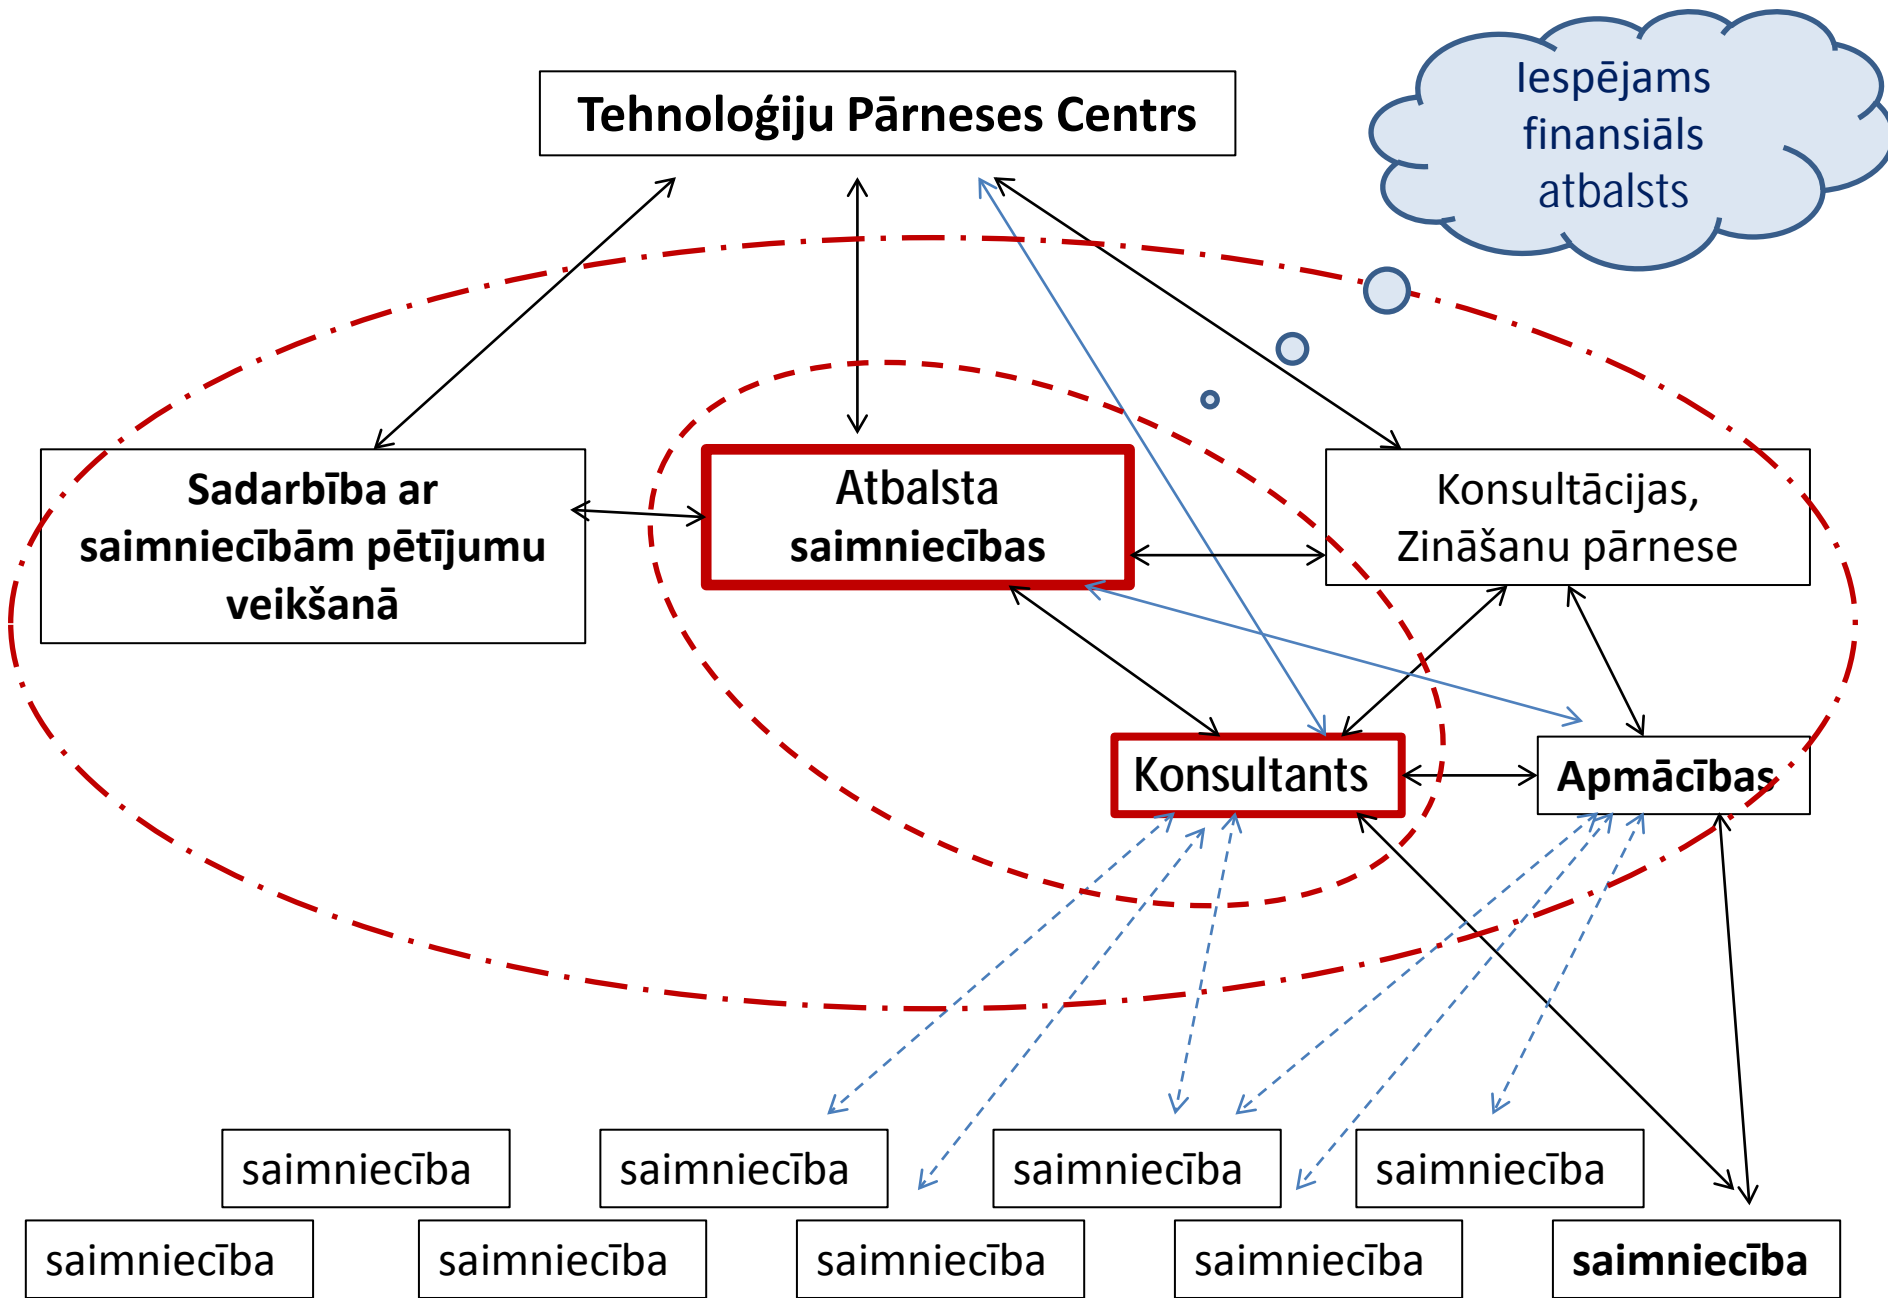 Tehnoloģiju Pārneses Centrs
Iespējams
finansiāls
atbalsts
Sadarbība ar
saimniecībām pētījumu
veikšanā
Atbalsta
saimniecības
Konsultācijas,
Zināšanu pārnese
Konsultants
Apmācības
saimniecība
saimniecība
saimniecība
saimniecība
saimniecība
saimniecība
saimniecība
saimniecība
saimniecība